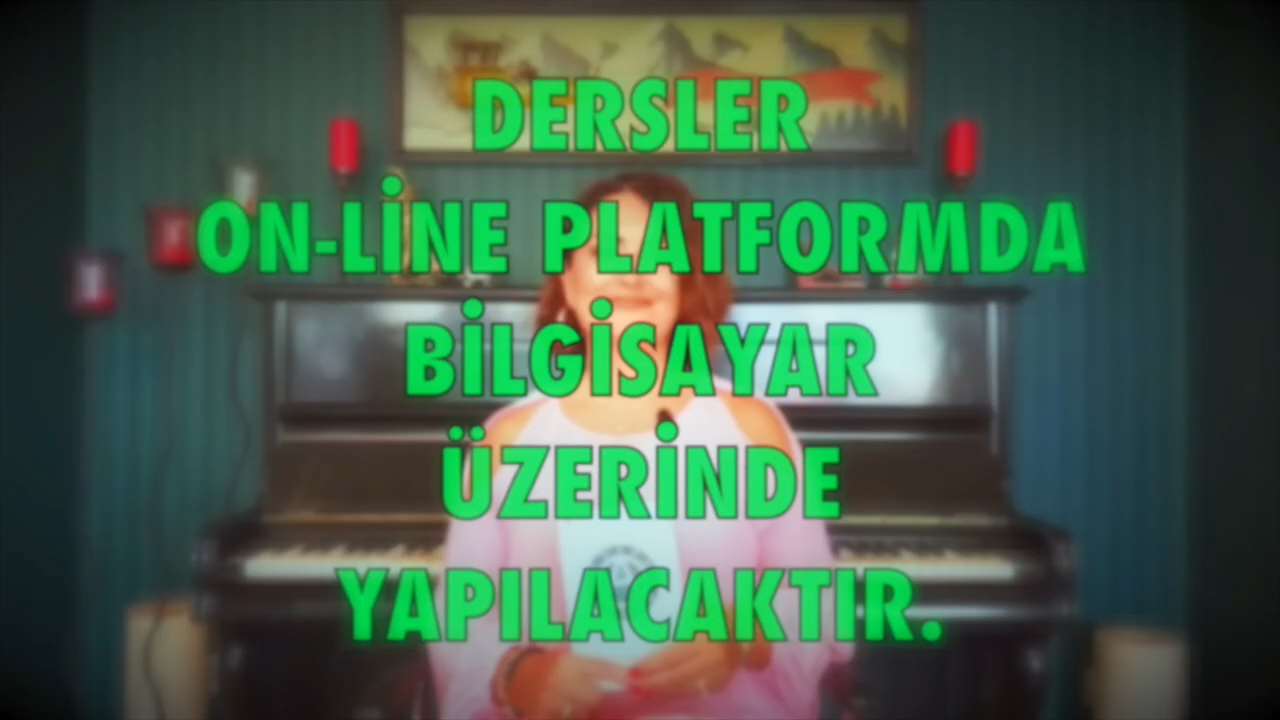 DERSLER
ON-LİNE PLATFORMDA
BİLGİSAYAR
ÜZERİNDE
YAPILACAKTIR.